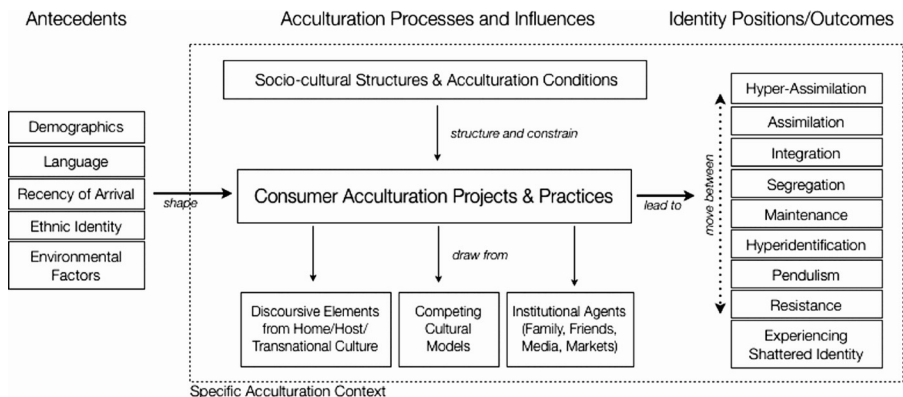 Antecedents
Acculturation Processes and Influences
Identity Positions/Outcomes
Demographics
Language
Recency of Arrival
Ethnic Identity
Environmental
Factors
shape
Socio-cultural Structures & Acculturation Conditions
structure and constrain
Consumer Acculturation Projects & Practices
draw from
Discoursive Elements
from Home/Host/
Transnational Culture
Competing
Cultural
Models
Institutional Agents
(Family, Friends,
Media, Markets)
lead to
move between
Hyper-Assimilation
Assimilation
Integration
Segregation
Maintenance
Hyperidentification
Pendulism
Resistance
Experiencing
Shattered Identity
Specific Acculturation Context